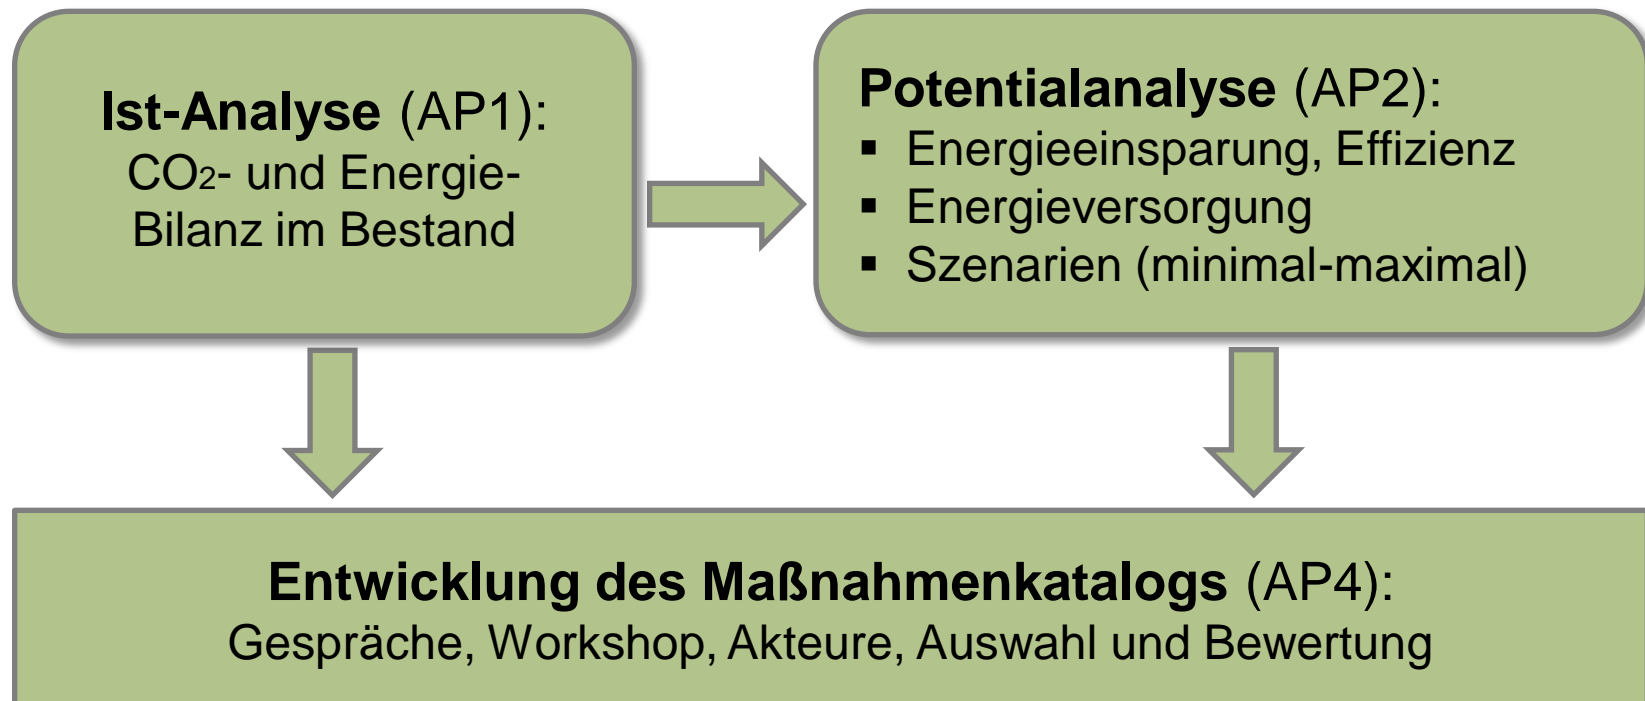 Ist-Analyse (AP1):
CO2- und Energie-
Bilanz im Bestand
Potentialanalyse (AP2):
▪ Energieeinsparung, Effizienz
▪ Energieversorgung
▪ Szenarien (minimal-maximal)
Entwicklung des Maßnahmenkatalogs (AP4):
Gespräche, Workshop, Akteure, Auswahl und Bewertung